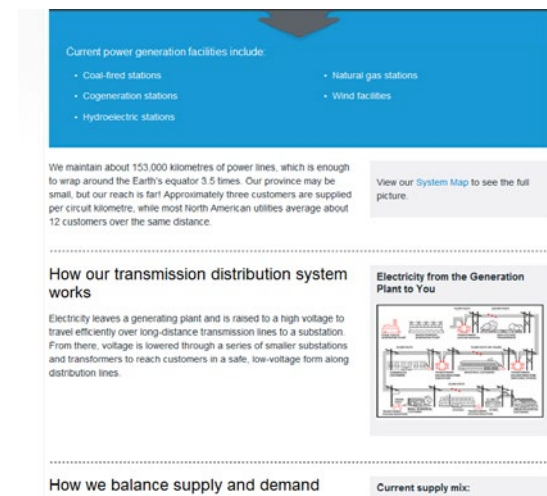 Current power generation facilities include:
• Coal-fired stations
• Cogeneration stations
• Hydroelectric stations
• Natural gas stations
• Wind facilities
We maintain about 153,000 kilometres of power lines, which is enough
to wrap around the Earth's equator 3.5 times. Our province may be
small, but our reach is far! Approximately three customers are supplied
per circuit kilometre, while most North American utilities average about
12 customers over the same distance.
View our System Map to see the full
picture.
How our transmission distribution system
works
Electricity leaves a generating plant and is raised to a high voltage to
travel efficiently over long-distance transmission lines to a substation.
From there, voltage is lowered through a series of smaller substations
and transformers to reach customers in a safe, low-voltage form along
distribution lines.
Electricity from the Generation
Plant to You
How we balance supply and demand
Current supply mix: